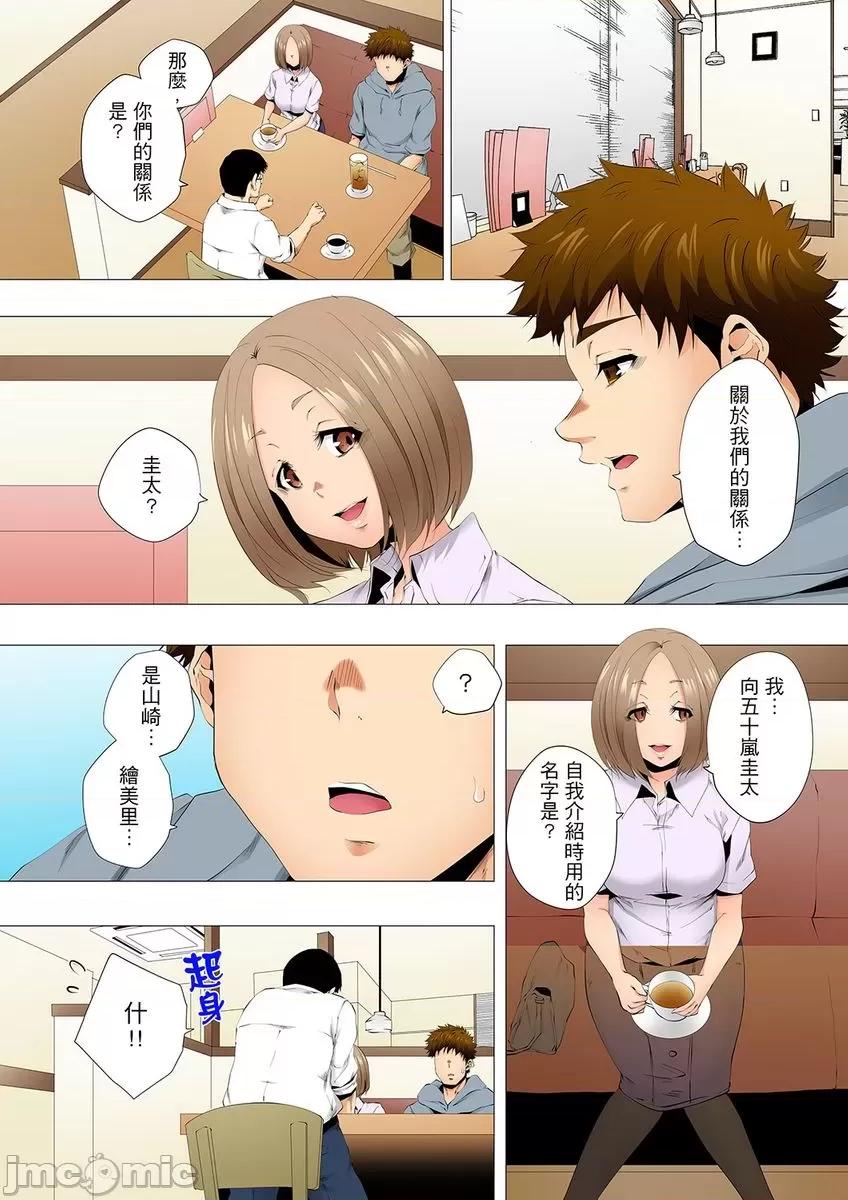 那麼，
你們的關係
是？
關於我們的關係…
圭太？
我…
向五十嵐圭太
自我介紹時用的
名字是？
？
是山崎…
繪美里…
起身
什!!
jmcomic